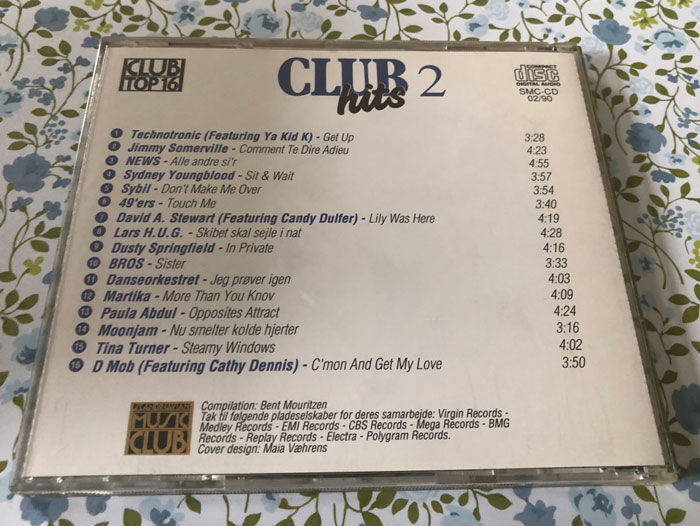 CLUB
TOP 16
CLUB 2
hits
COMPACT
disc
DIGITAL AUDIO
SMC-CD
02/90
1 Technotronic (Featuring Ya Kid K) - Get Up 3:28
2 Jimmy Somerville - Comment Te Dire Adieu 4:23
3 NEWS - Alle andre si'r 4:55
4 Sydney Youngblood - Sit & Wait 3:57
5 Sybil - Don't Make Me Over 3:54
6 49'ers - Touch Me 3:40
7 David A. Stewart (Featuring Candy Dulfer) - Lily Was Here 4:19
8 Lars H.U.G. - Skibet skal sejle i nat 4:28
9 Dusty Springfield - In Private 4:16
10 BROS - Sister 3:33
11 Danseorkestret - Jeg prøver igen 4:03
12 Martika - More Than You Knov 4:09
13 Paula Abdul - Opposites Attract 4:24
14 Moonjam - Nu smelter kolde hjerter 3:16
15 Tina Turner - Steamy Windows 4:02
16 D Mob (Featuring Cathy Dennis) - C'mon And Get My Love 3:50
SCANDINAVIAN
MUSIC
CLUB
Compilation: Bent Mouritzen
Tak til følgende pladeselskaber for deres samarbejde: Virgin Records -
Medley Records - EMI Records - CBS Records - Mega Records - BMG
Records - Replay Records - Electra - Polygram Records.
Cover design: Maia Væhrens